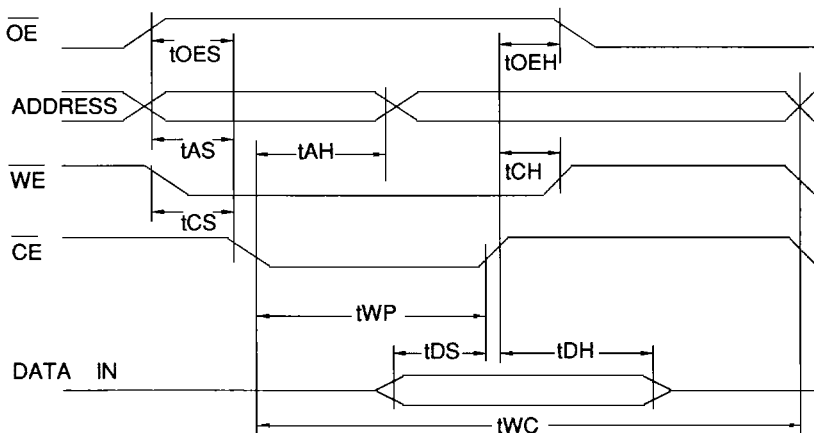 OE
tOES
tOEH
ADDRESS
tAS
tAH
WE
tCH
tCS
CE
tWP
tDS
tDH
DATA IN
tWC